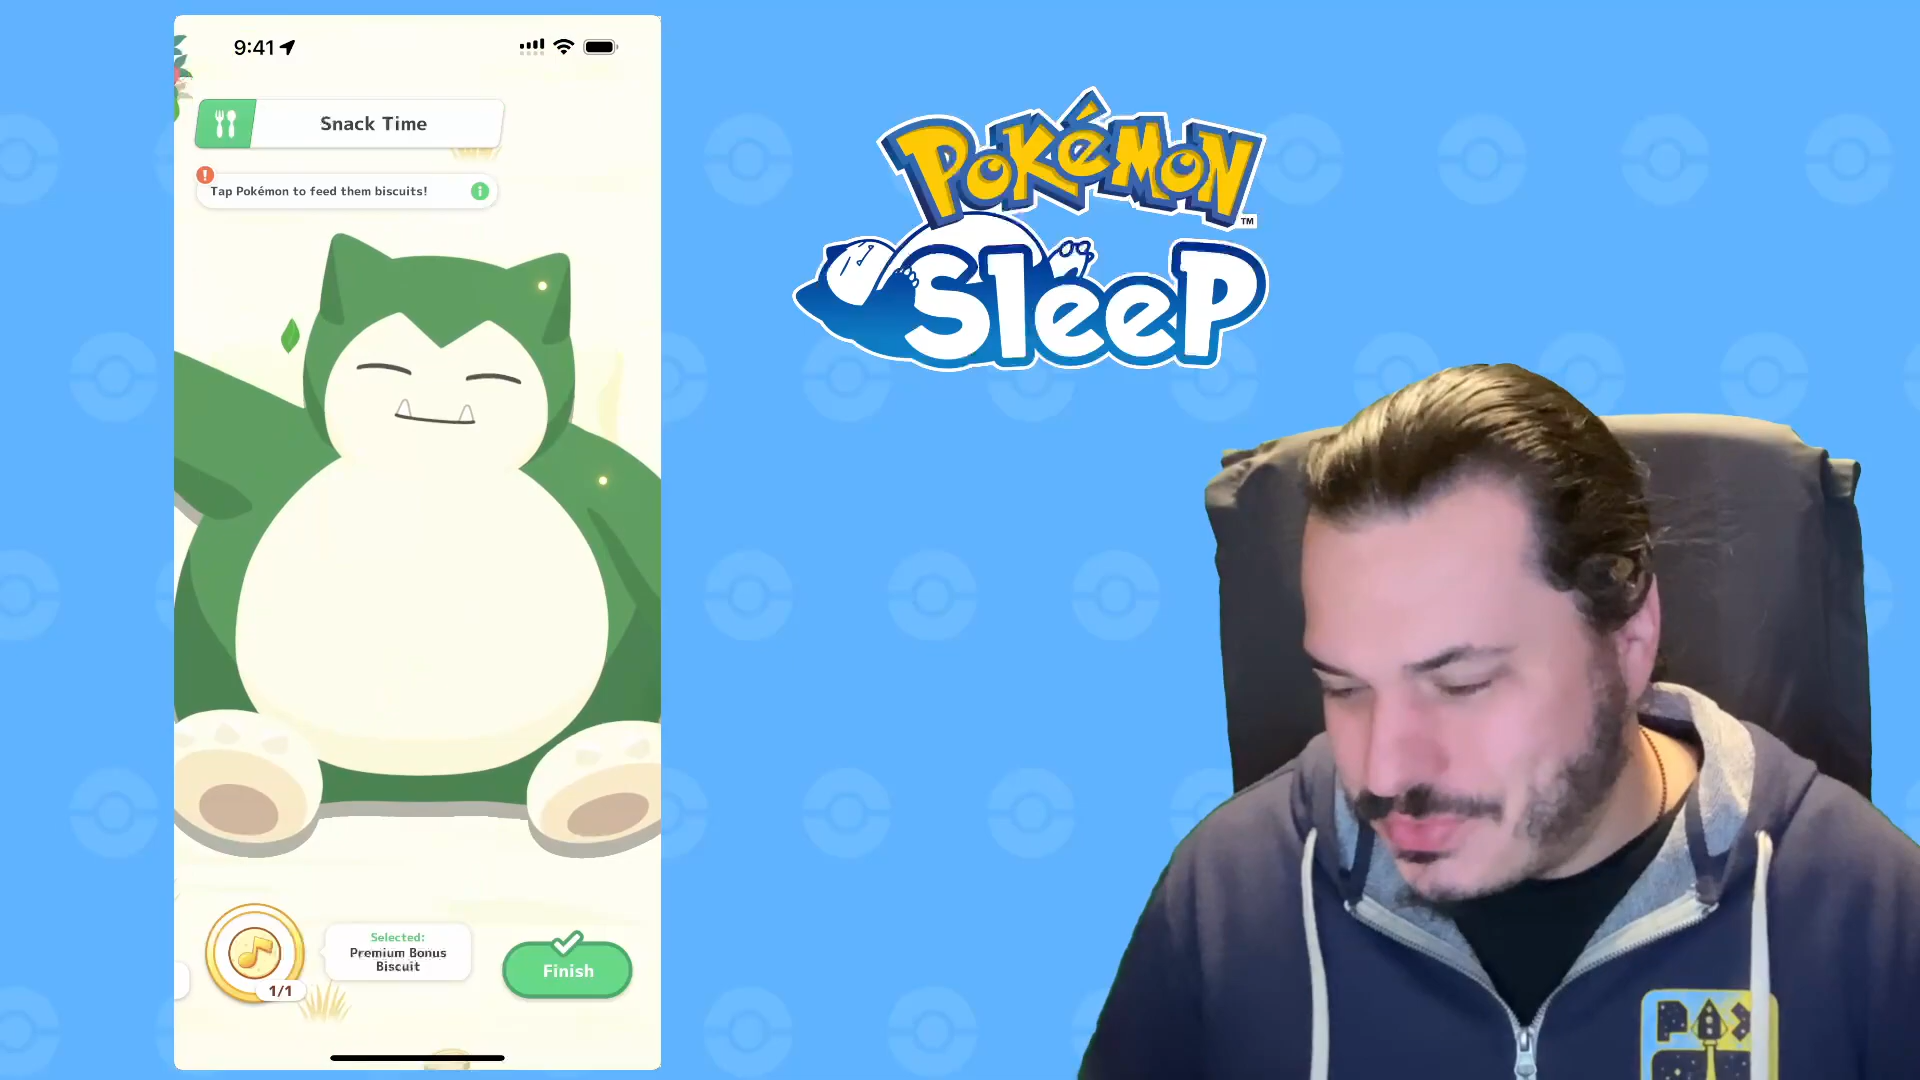 9:41
Snack Time
Tap Pokémon to feed them biscuits!
POKéMON
TM
Sleep
Selected:
Premium Bonus
Biscuit
1/1
Finish